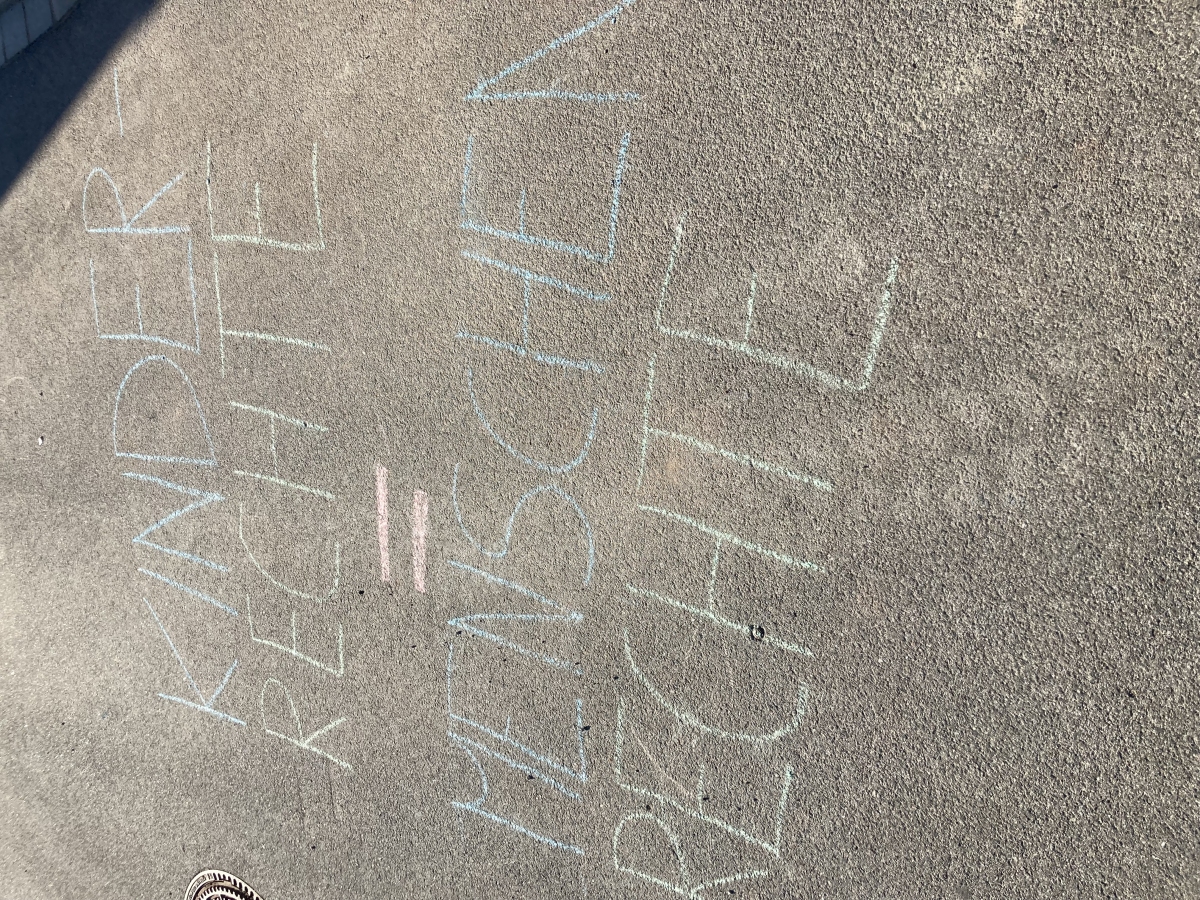 KINDER-
RECHTE
=
MENSCHEN
RECHTE